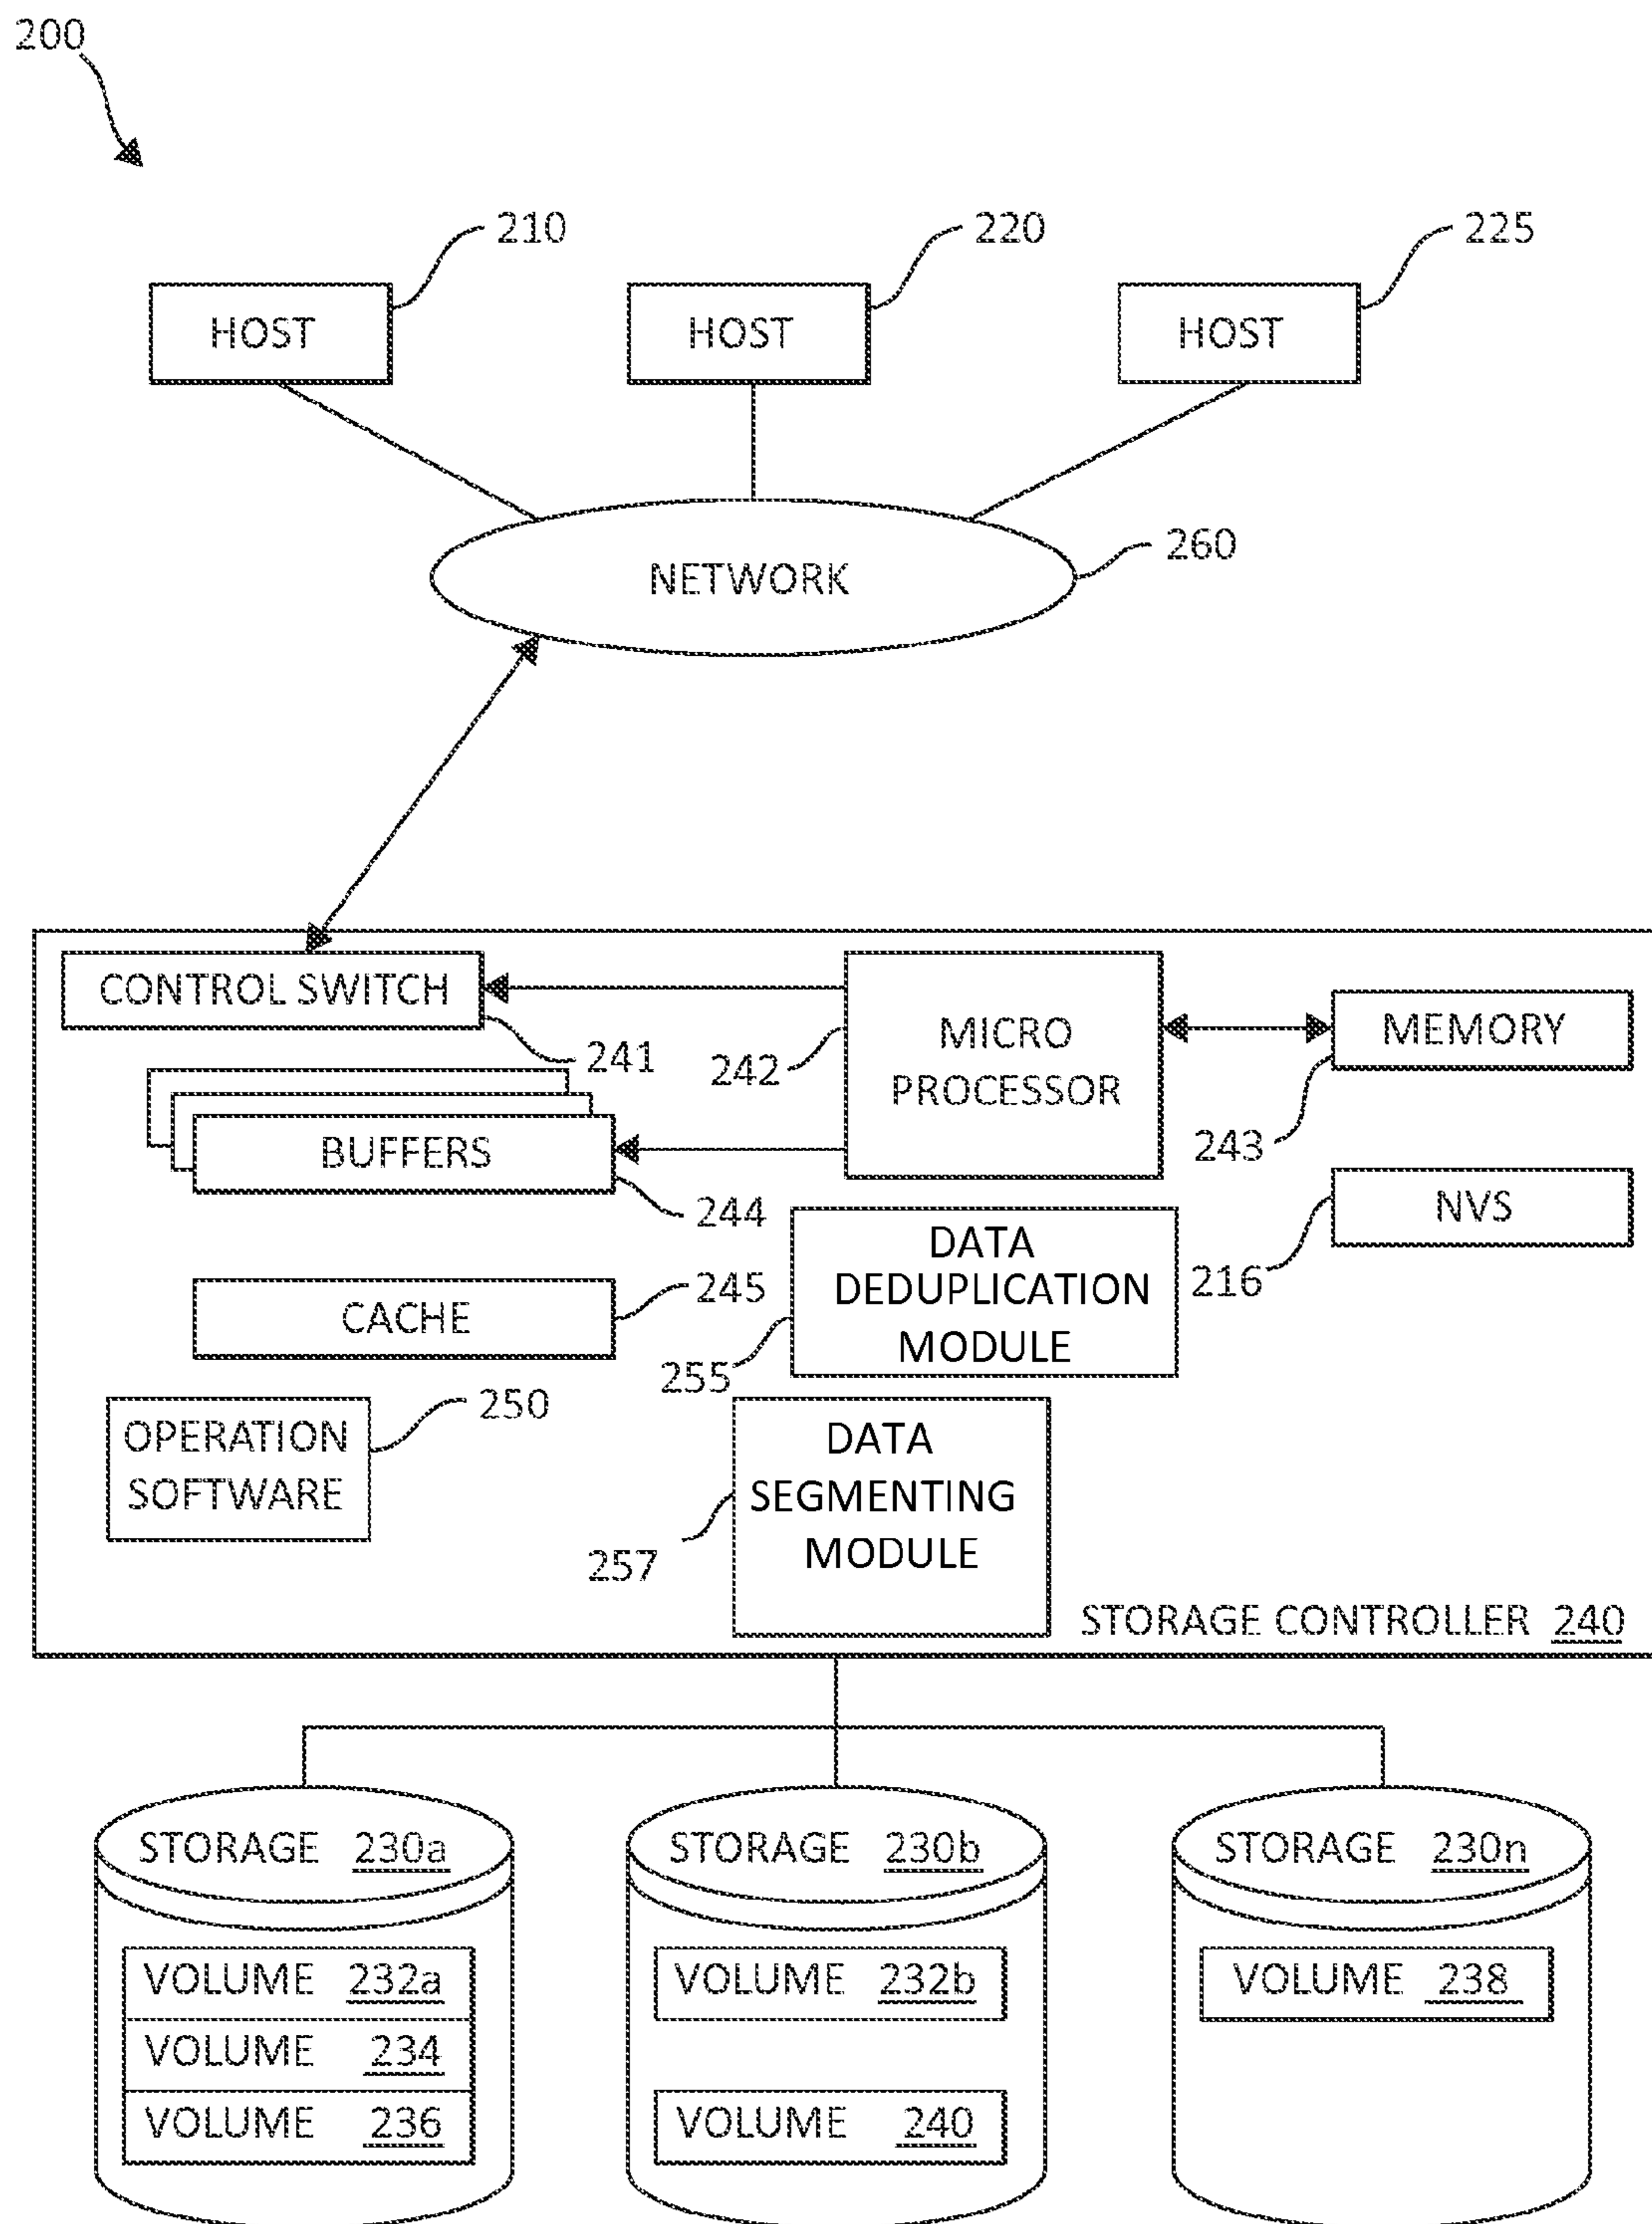 200
210
220
225
HOST
HOST
HOST
260
NETWORK
CONTROL SWITCH
241
242
MICRO
PROCESSOR
MEMORY
243
BUFFERS
244
NVS
216
DATA
DEDUPLICATION
MODULE
255
CACHE
245
OPERATION
SOFTWARE
250
DATA
SEGMENTING
MODULE
257
STORAGE CONTROLLER 240
STORAGE 230a
VOLUME 232a
VOLUME 234
VOLUME 236
STORAGE 230b
VOLUME 232b
VOLUME 240
STORAGE 230n
VOLUME 238